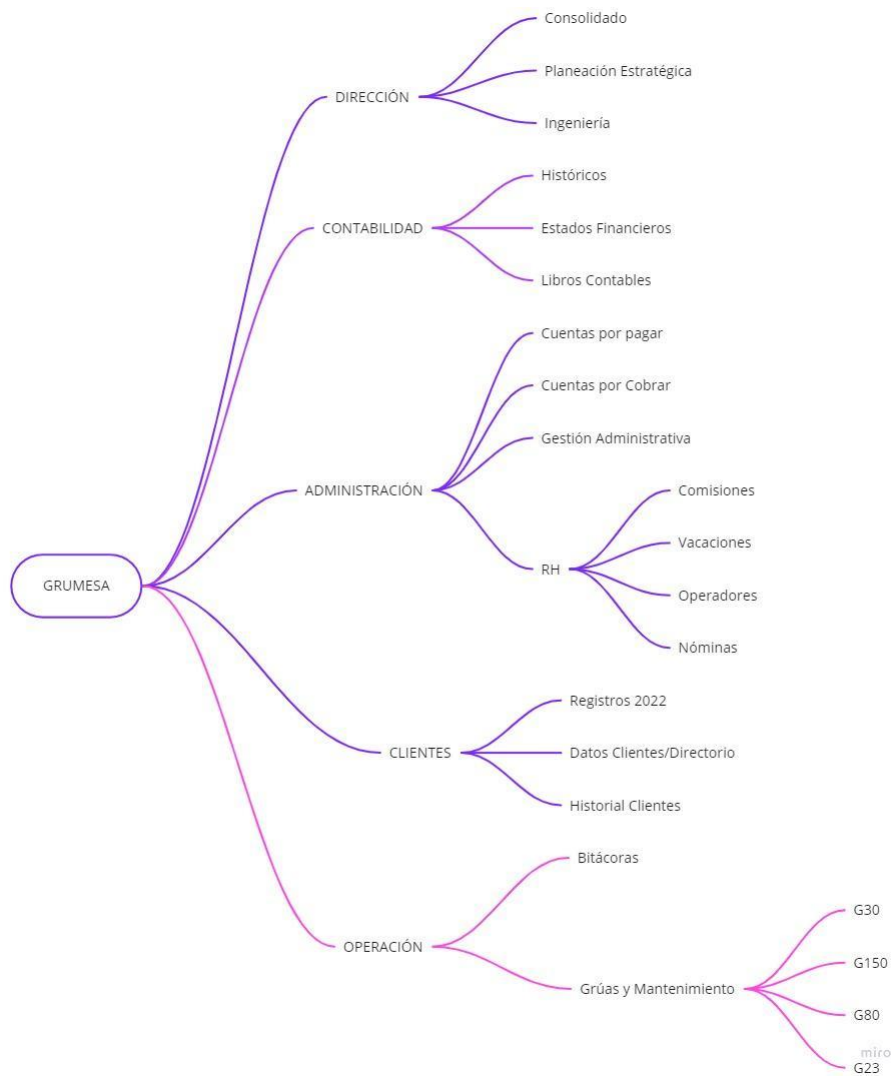 Consolidado
Planeación Estratégica
DIRECCIÓN
Ingeniería
Históricos
CONTABILIDAD
Estados Financieros
Libros Contables
Cuentas por pagar
Cuentas por Cobrar
Gestión Administrativa
ADMINISTRACIÓN
Comisiones
Vacaciones
RH
Operadores
Nóminas
GRUMESA
Registros 2022
CLIENTES
Datos Clientes/Directorio
Historial Clientes
Bitácoras
OPERACIÓN
Grúas y Mantenimiento
G30
G150
G80
G23
miro